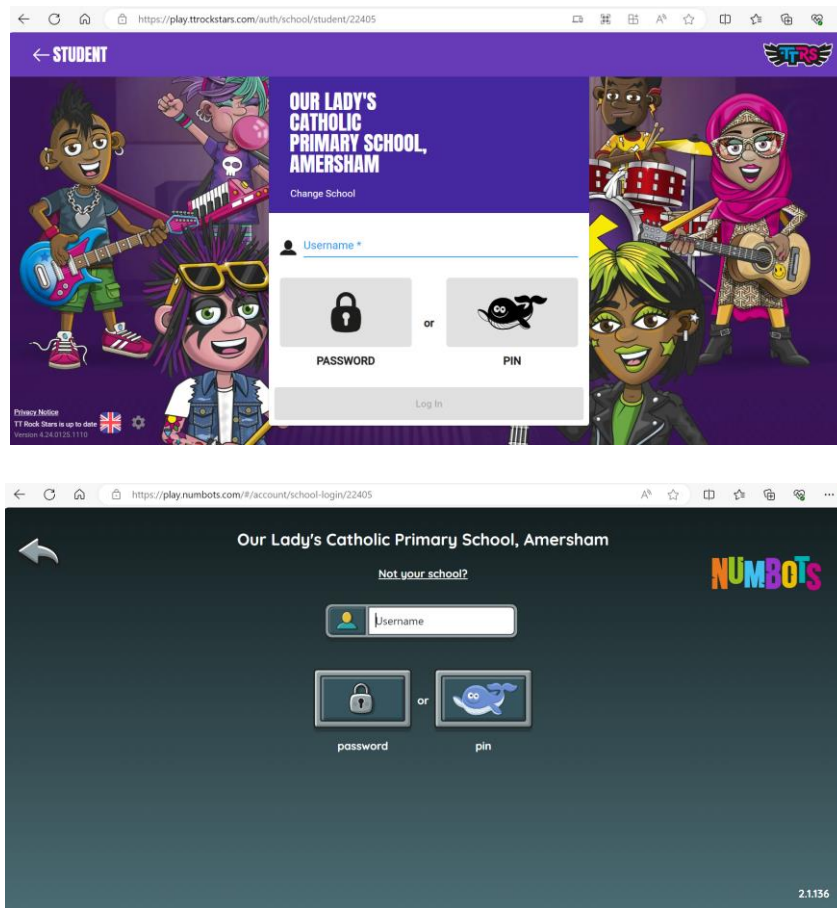 https://play.ttrockstars.com/auth/school/student/22405
← STUDENT
TTRS
OUR LADY'S
CATHOLIC
PRIMARY SCHOOL,
AMERSHAM
Change School
Username *
or
PASSWORD
PIN
Log In
Privacy Notice
TT Rock Stars is up to date
Version 4.24.0125.1110
https://play.numbots.com/#/account/school-login/22405
Our Lady's Catholic Primary School, Amersham
Not your school?
NUMBOTS
Username
or
password
pin
2.1.136